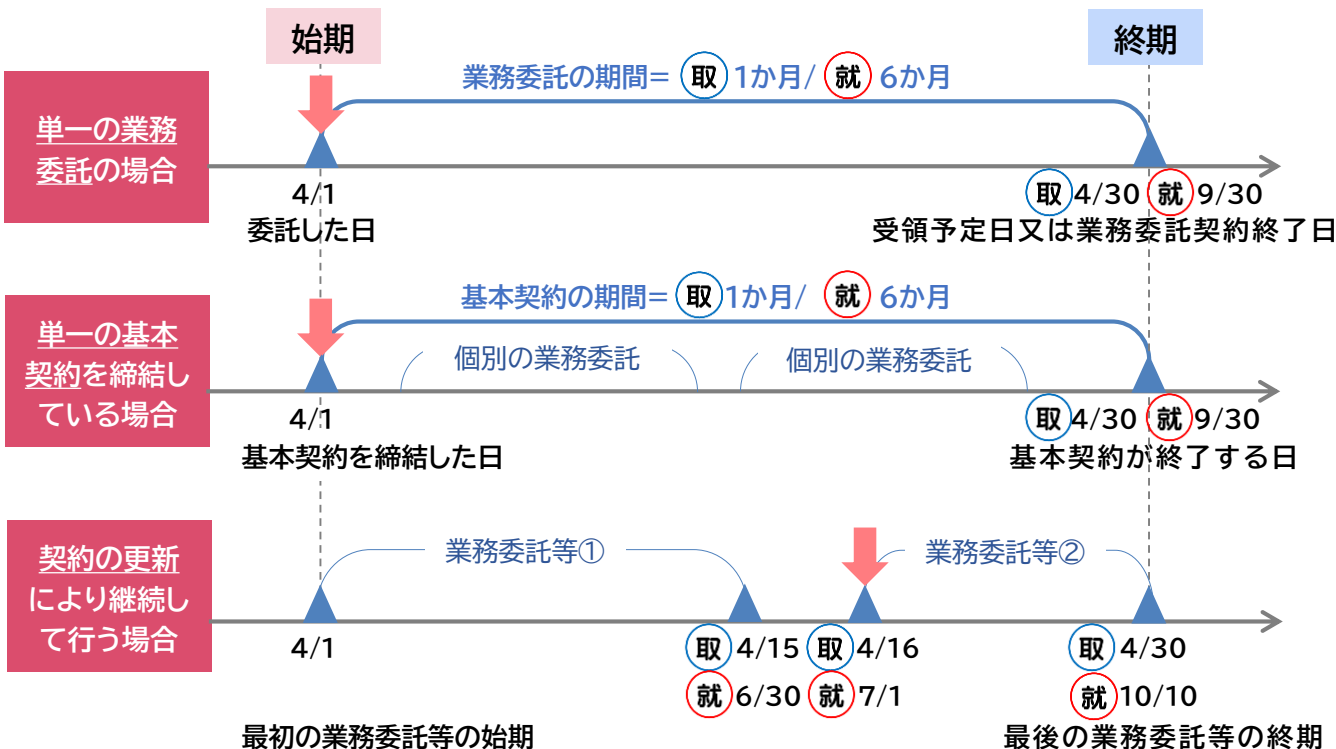 始期
終期
単一の業務
委託の場合
業務委託の期間= 取 1か月/ 就 6か月
4/1
委託した日
取 4/30 就 9/30
受領予定日又は業務委託契約終了日
単一の基本
契約を締結し
ている場合
基本契約の期間= 取 1か月/ 就 6か月
個別の業務委託
個別の業務委託
4/1
基本契約を締結した日
取 4/30 就 9/30
基本契約が終了する日
契約の更新
により継続し
て行う場合
業務委託等①
業務委託等②
4/1
取 4/15 取 4/16
就 6/30 就 7/1
取 4/30
就 10/10
最初の業務委託等の始期
最後の業務委託等の終期